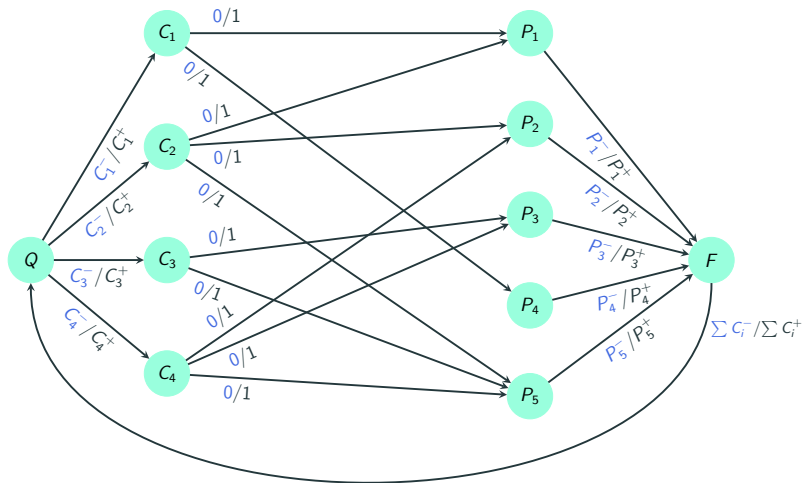 0/1
C₁
P₁
0/1
C₁⁻/C₁⁺
0/1
P₂
C₂
0/1
P₁⁻/P₁⁺
C₂⁻/C₂⁺
0/1
P₂⁻/P₂⁺
P₃
0/1
Q
C₃
P₃⁻/P₃⁺
F
C₃⁻/C₃⁺
0/1
P₄
P₄⁻/P₄⁺
C₄⁻/C₄⁺
0/1
∑ Cᵢ⁻/∑ Cᵢ⁺
P₅⁻/P₅⁺
0/1
C₄
0/1
P₅